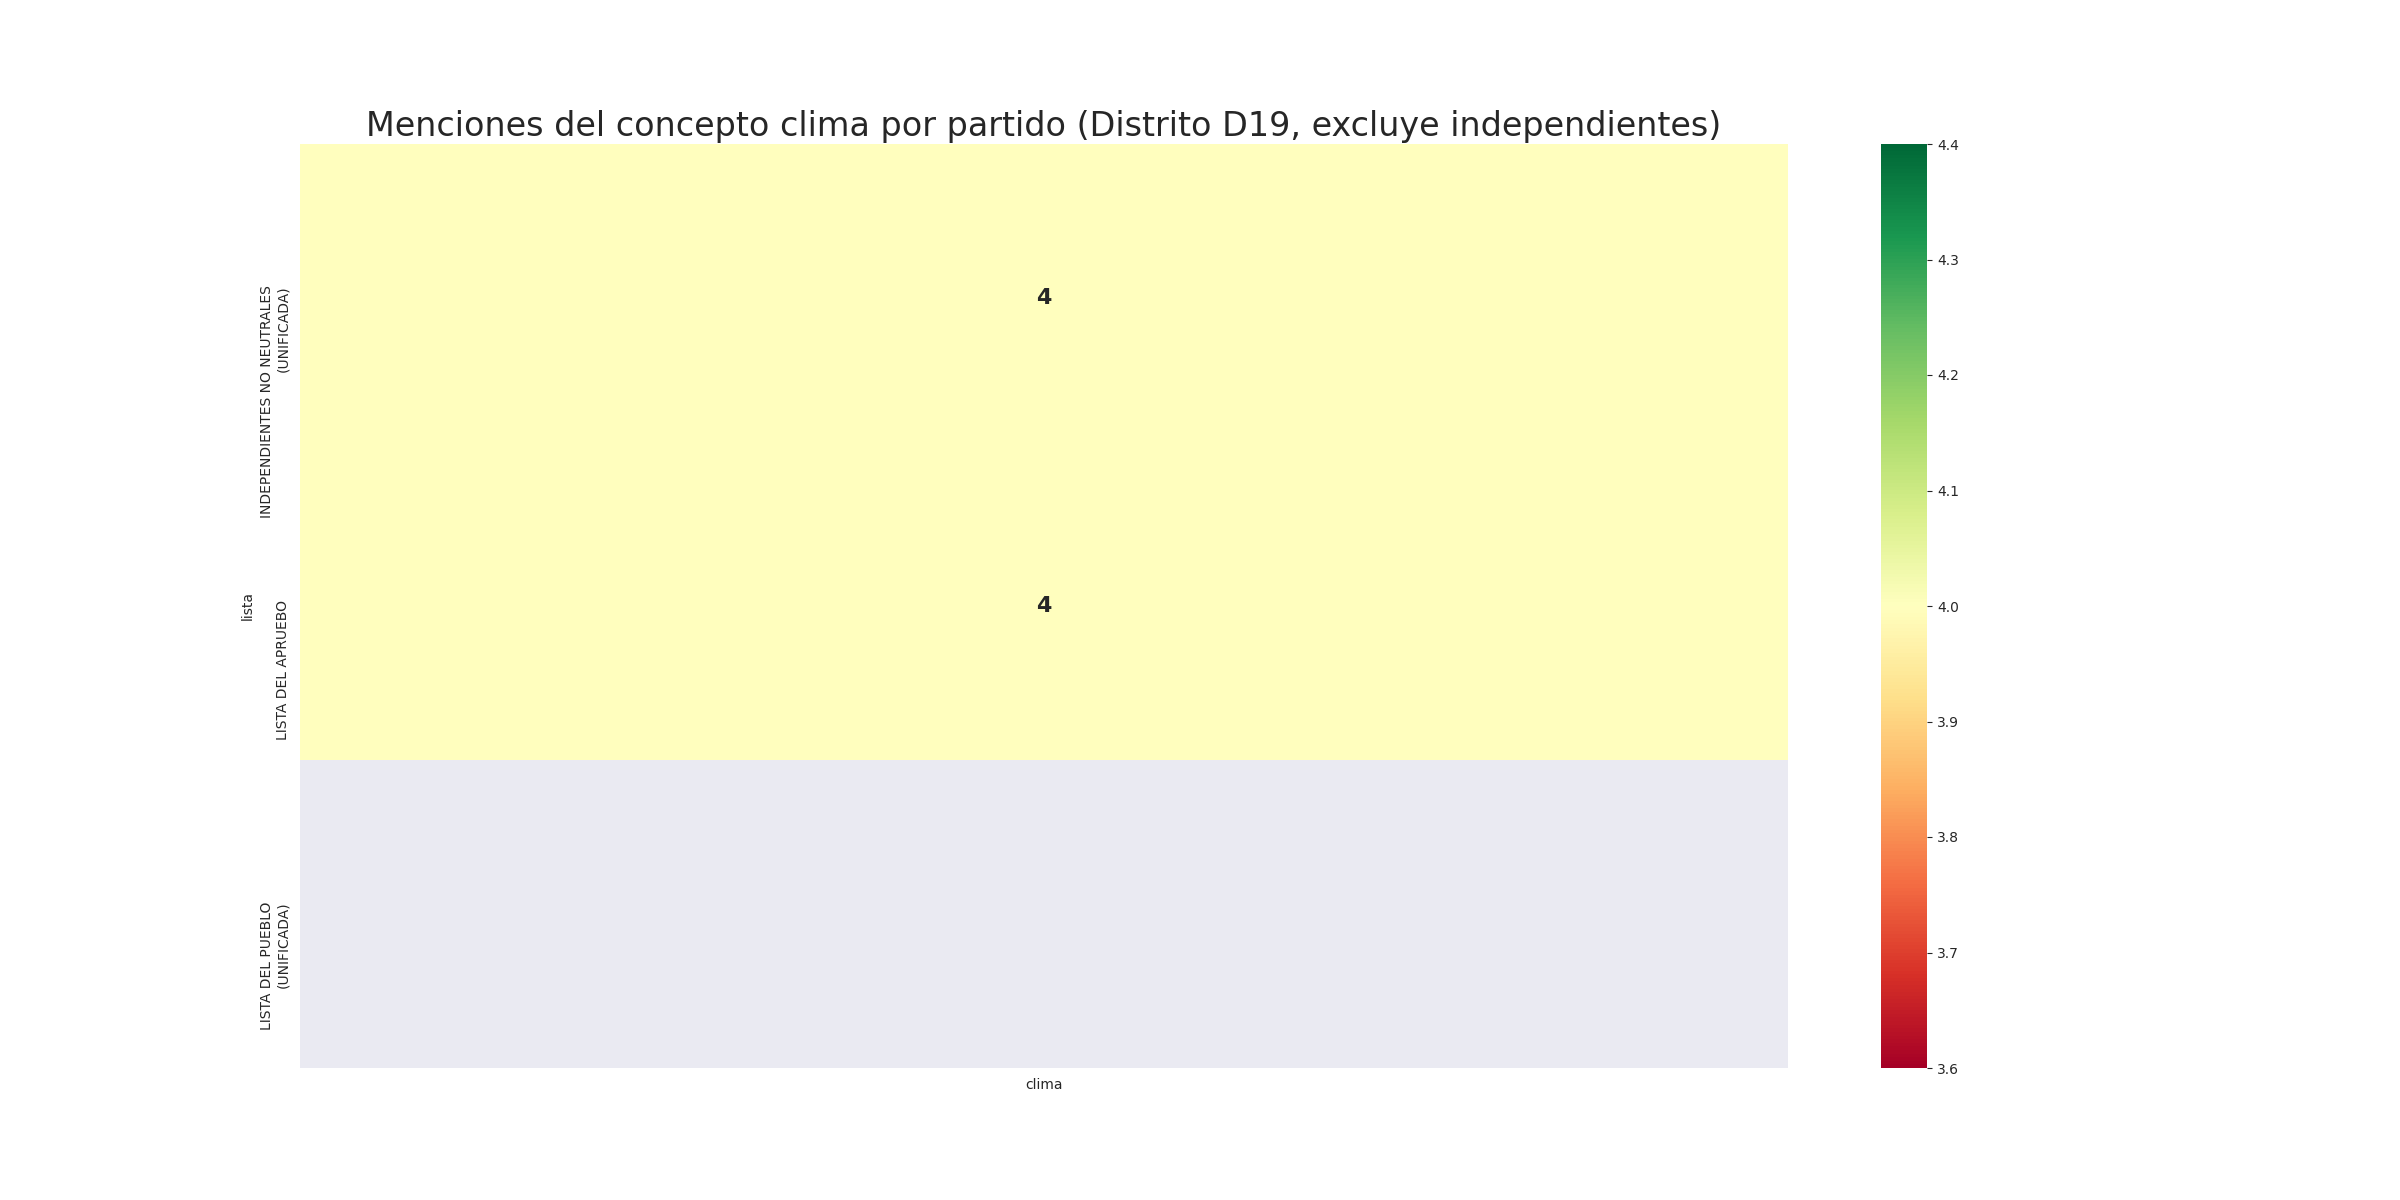 Menciones del concepto clima por partido (Distrito D19, excluye independientes)
lista
INDEPENDIENTES NO NEUTRALES
(UNIFICADA)
4
LISTA DEL APRUEBO
4
LISTA DEL PUEBLO
(UNIFICADA)
clima
4.4
4.3
4.2
4.1
4.0
3.9
3.8
3.7
3.6